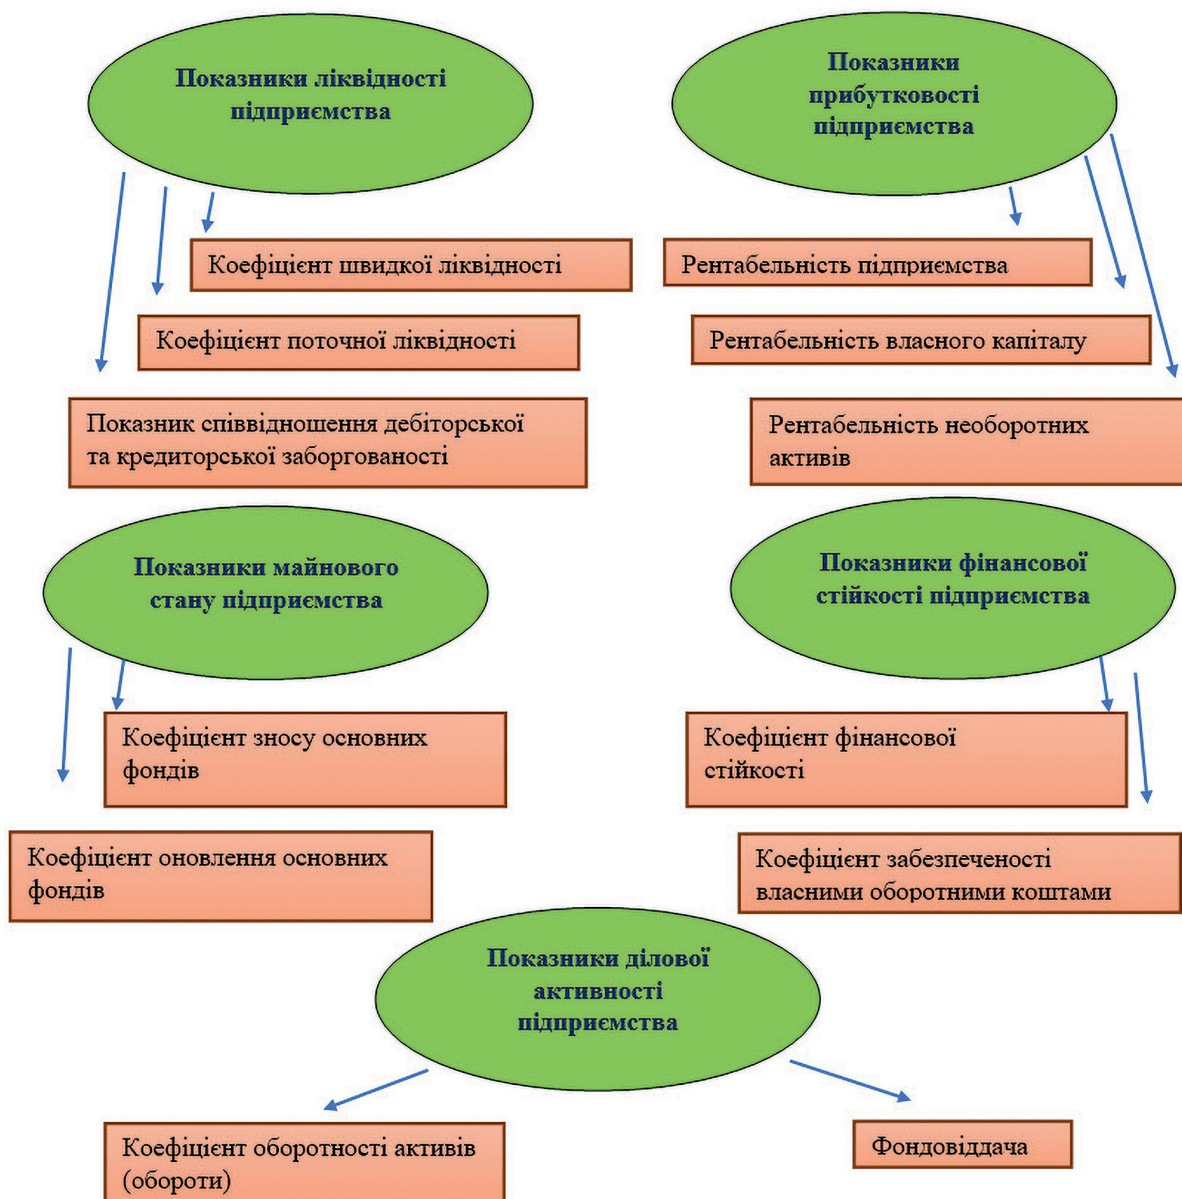 Показники ліквідності
підприємства
Показники
прибутковості
підприємства
Коефіцієнт швидкої ліквідності
Рентабельність підприємства
Коефіцієнт поточної ліквідності
Рентабельність власного капіталу
Показник співвідношення дебіторської
та кредиторської заборгованості
Рентабельність необоротних
активів
Показники майнового
стану підприємства
Показники фінансової
стійкості підприємства
Коефіцієнт зносу основних
фондів
Коефіцієнт фінансової
стійкості
Коефіцієнт оновлення основних
фондів
Коефіцієнт забезпеченості
власними оборотними коштами
Показники ділової
активності
підприємства
Коефіцієнт оборотності активів
(обороти)
Фондовіддача